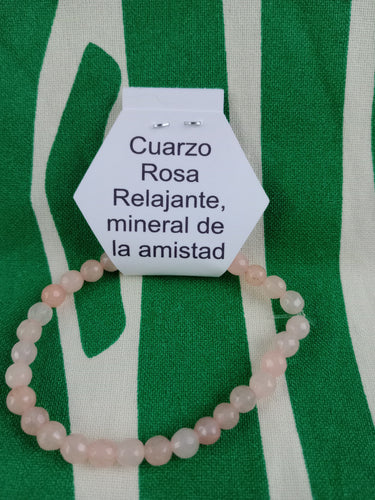 Cuarzo
Rosa
Relajante,
mineral de
la amistad